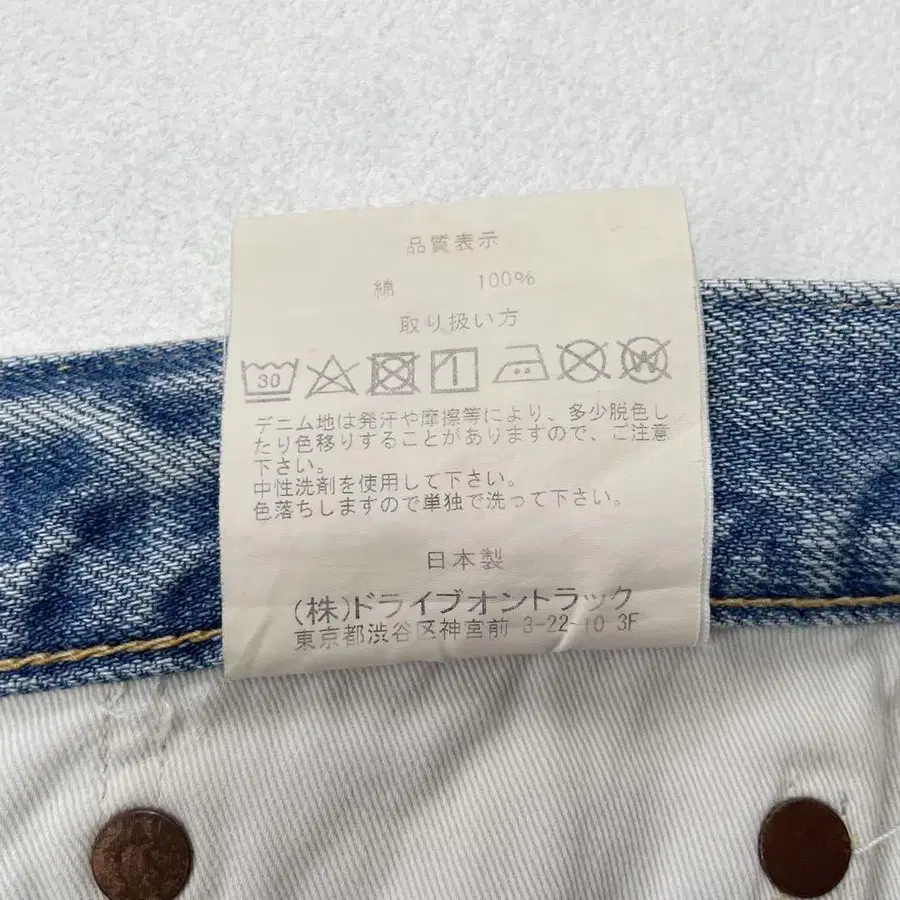 品質表示
綿 100%
取り扱い方
30 W
デニム地は発汗や摩擦等により、多少脱色し
たり色移りすることがありますので、ご注意
下さい。
中性洗剤を使用して下さい。
色落ちしますので単独で洗って下さい。
日本製
(株)ドライブオントラック
東京都渋谷区神宮前 3-22-10 3F